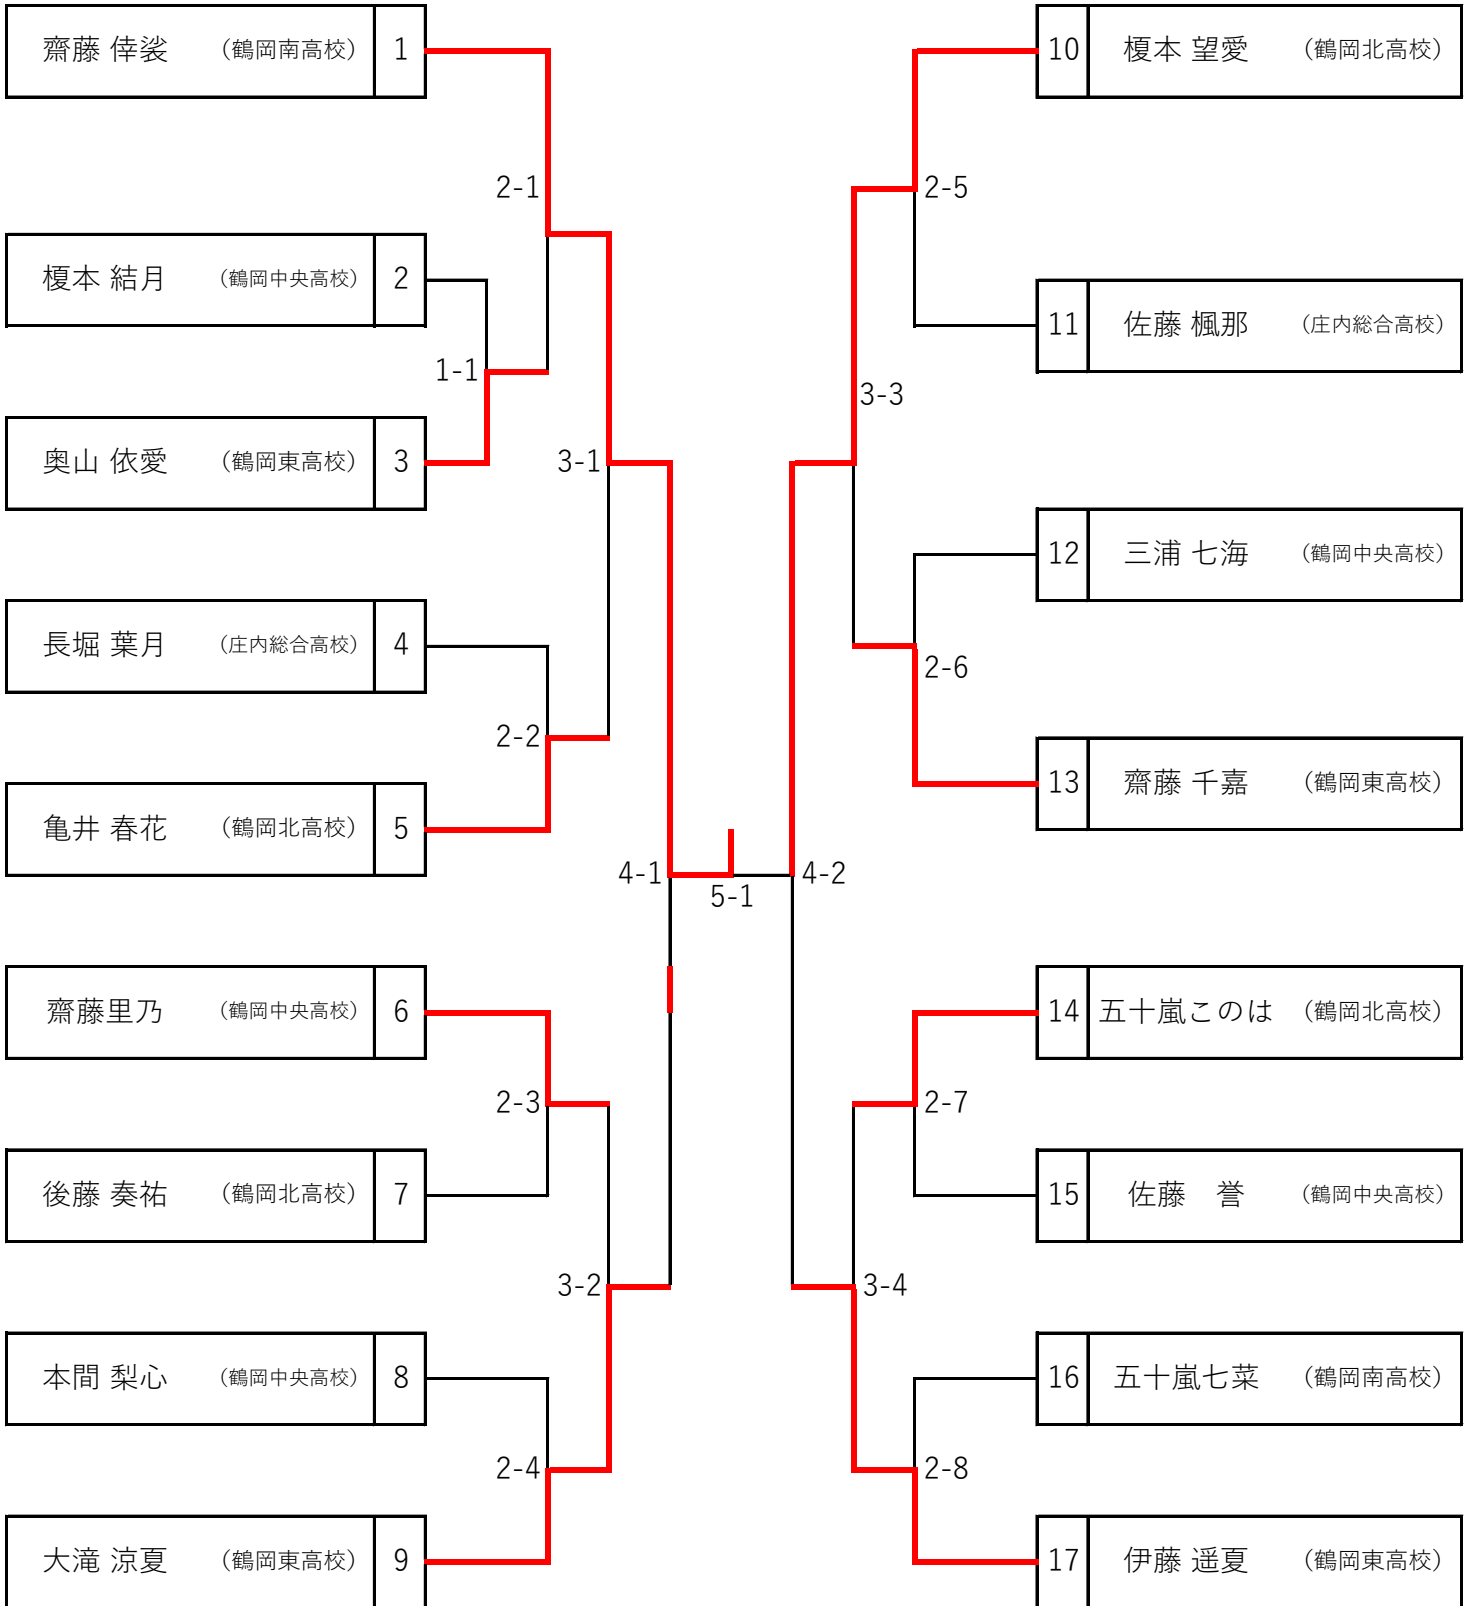 齋藤 倖裟 (鶴岡南高校) 1
榎本 結月 (鶴岡中央高校) 2
奥山 依愛 (鶴岡東高校) 3
長堀 葉月 (庄内総合高校) 4
亀井 春花 (鶴岡北高校) 5
齋藤里乃 (鶴岡中央高校) 6
後藤 奏祐 (鶴岡北高校) 7
本間 梨心 (鶴岡中央高校) 8
大滝 涼夏 (鶴岡東高校) 9
1-1
2-1
2-2
2-3
2-4
3-1
3-2
4-1
5-1
4-2
3-3
3-4
2-5
2-6
2-7
2-8
10 榎本 望愛 (鶴岡北高校)
11 佐藤 楓那 (庄内総合高校)
12 三浦 七海 (鶴岡中央高校)
13 齋藤 千嘉 (鶴岡東高校)
14 五十嵐このは (鶴岡北高校)
15 佐藤　誉 (鶴岡中央高校)
16 五十嵐七菜 (鶴岡南高校)
17 伊藤 遥夏 (鶴岡東高校)